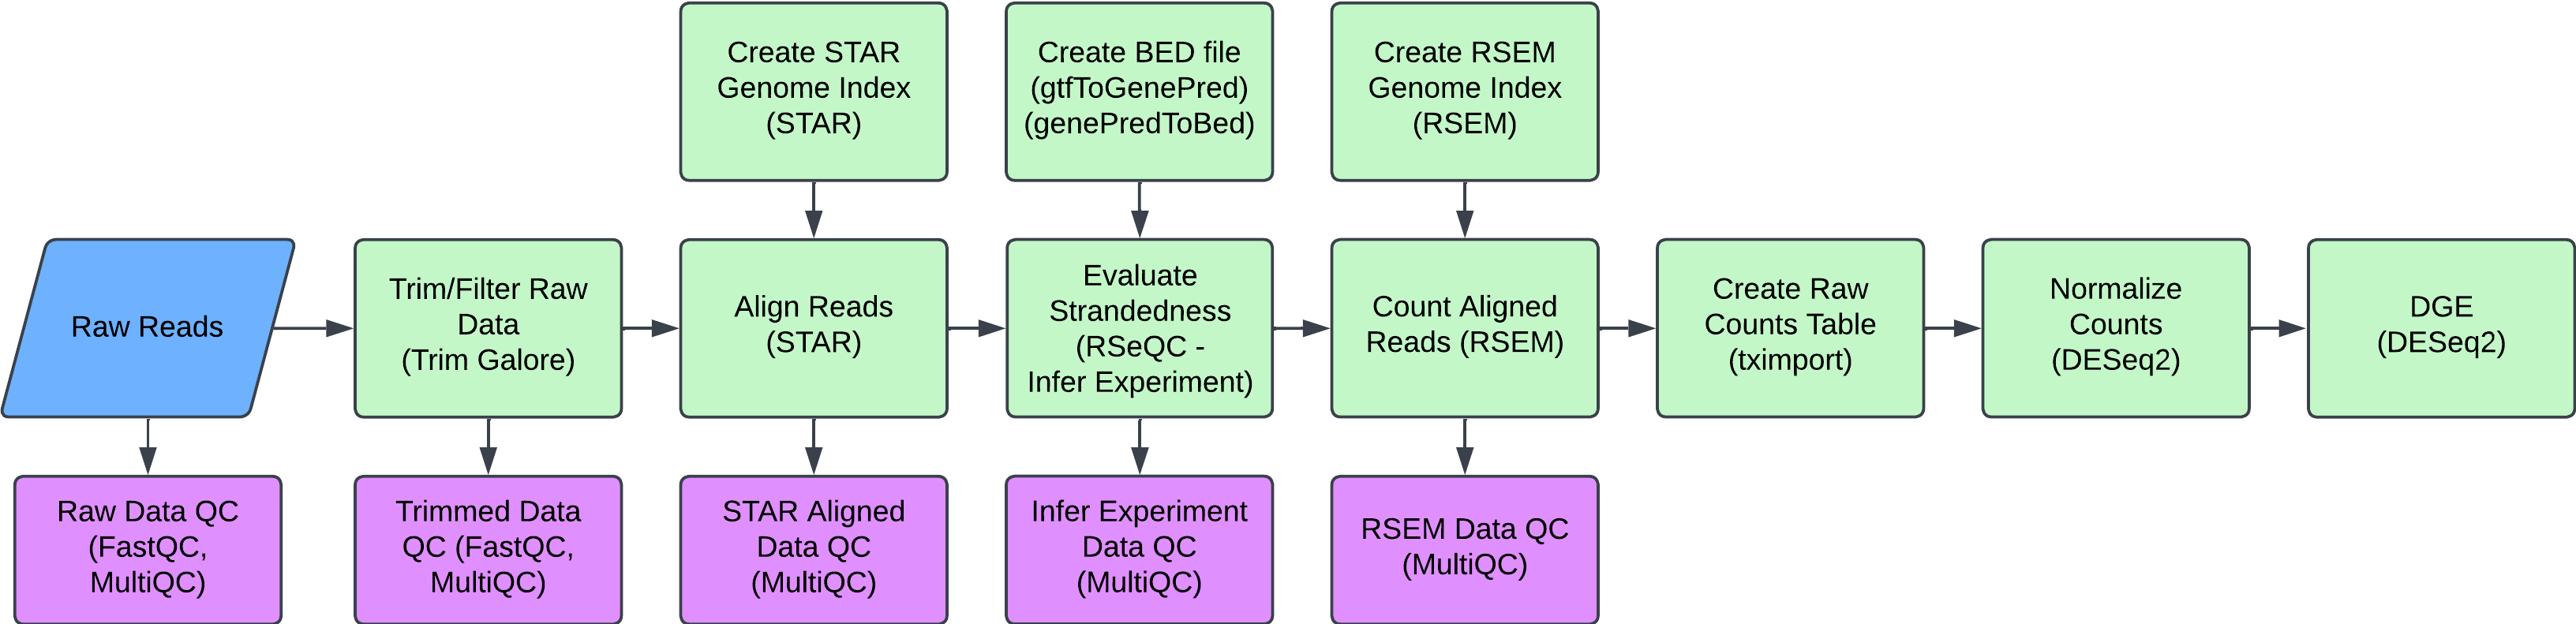 Create STAR
Genome Index
(STAR)
Create BED file
(gtfToGenePred)
(genePredToBed)
Create RSEM
Genome Index
(RSEM)
Raw Reads
Trim/Filter Raw
Data
(Trim Galore)
Align Reads
(STAR)
Evaluate
Strandedness
(RSeQC -
Infer Experiment)
Count Aligned
Reads (RSEM)
Create Raw
Counts Table
(tximport)
Normalize
Counts
(DESeq2)
DGE
(DESeq2)
Raw Data QC
(FastQC,
MultiQC)
Trimmed Data
QC (FastQC,
MultiQC)
STAR Aligned
Data QC
(MultiQC)
Infer Experiment
Data QC
(MultiQC)
RSEM Data QC
(MultiQC)